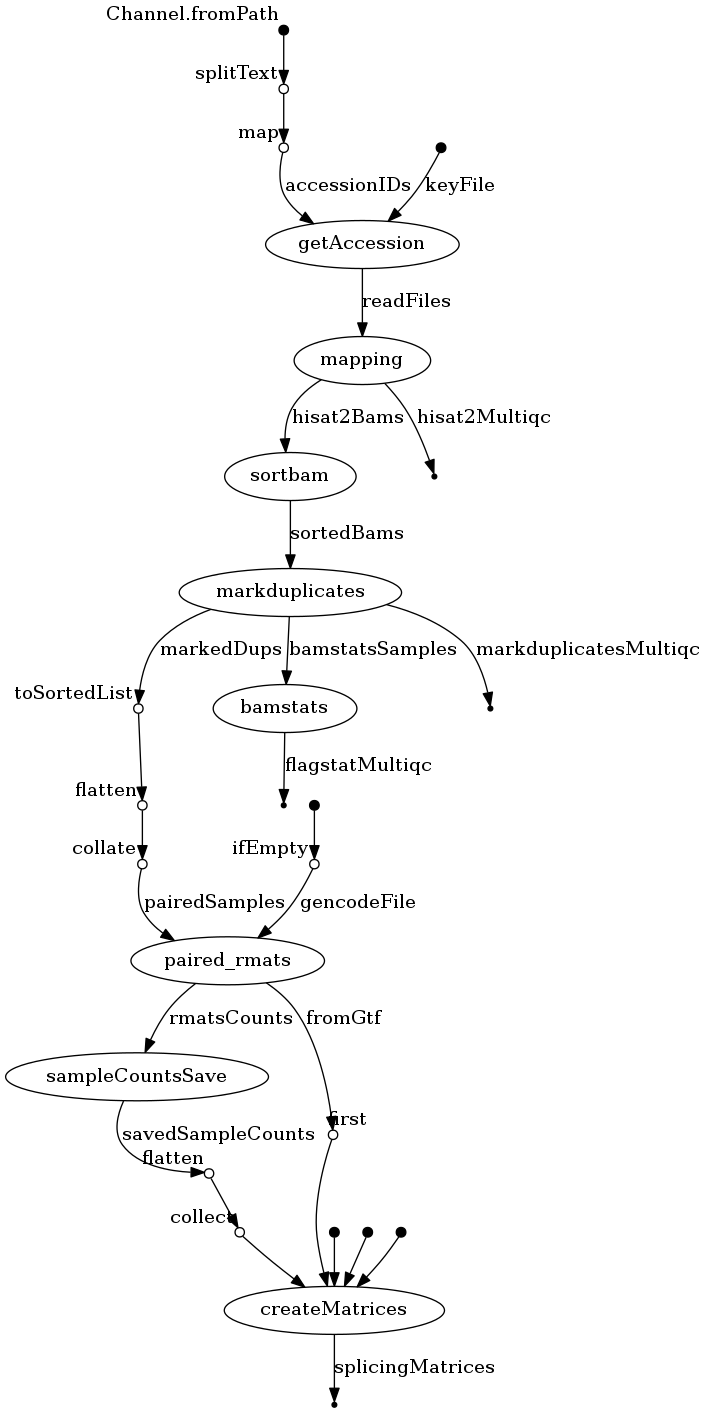 Channel.fromPath
splitText
map
accessionIDs
keyFile
getAccession
readFiles
mapping
hisat2Bams
hisat2Multiqc
sortbam
sortedBams
markduplicates
markedDups
bamstatsSamples
markduplicatesMultiqc
toSortedList
bamstats
flagstatMultiqc
flatten
collate
ifEmpty
pairedSamples
gencodeFile
paired_rmats
rmatsCounts
fromGtf
sampleCountsSave
first
savedSampleCounts
flatten
collect
createMatrices
splicingMatrices